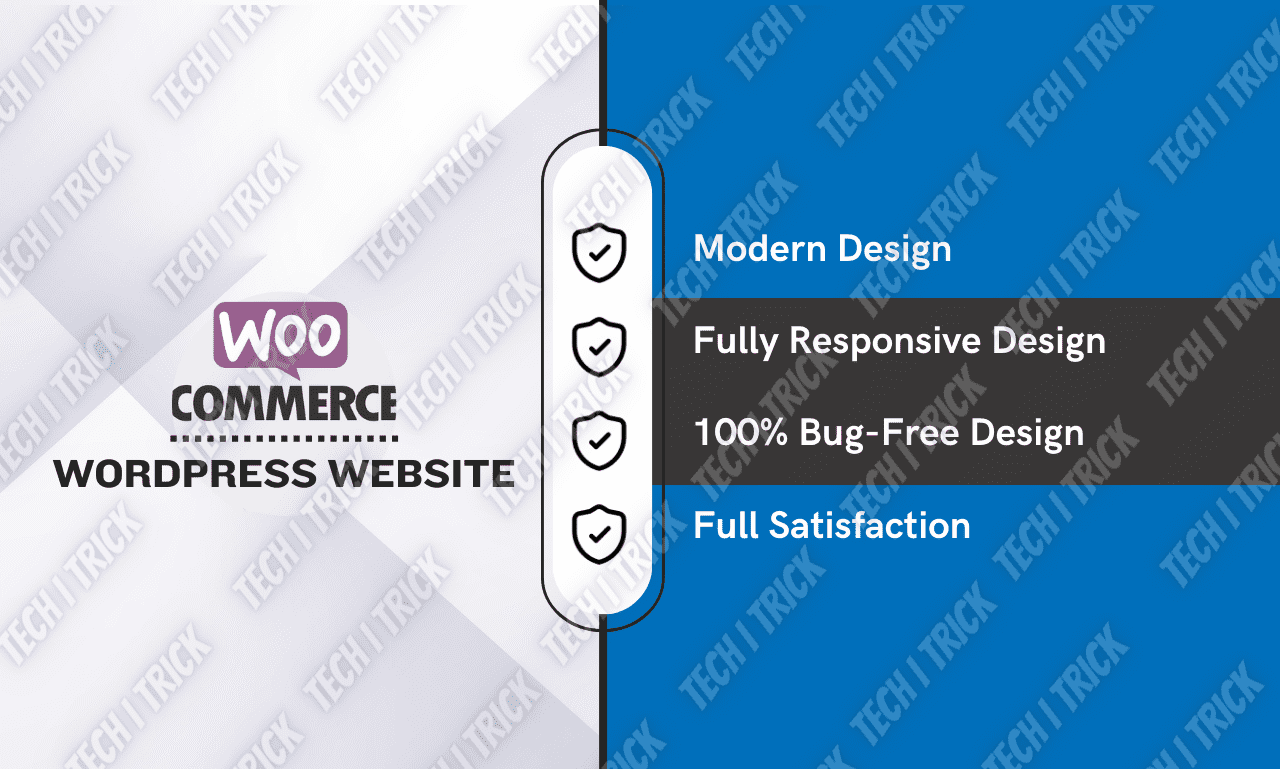 WOO
COMMERCE
WORDPRESS WEBSITE
Modern Design
Fully Responsive Design
100% Bug-Free Design
Full Satisfaction
TECH I TRICK